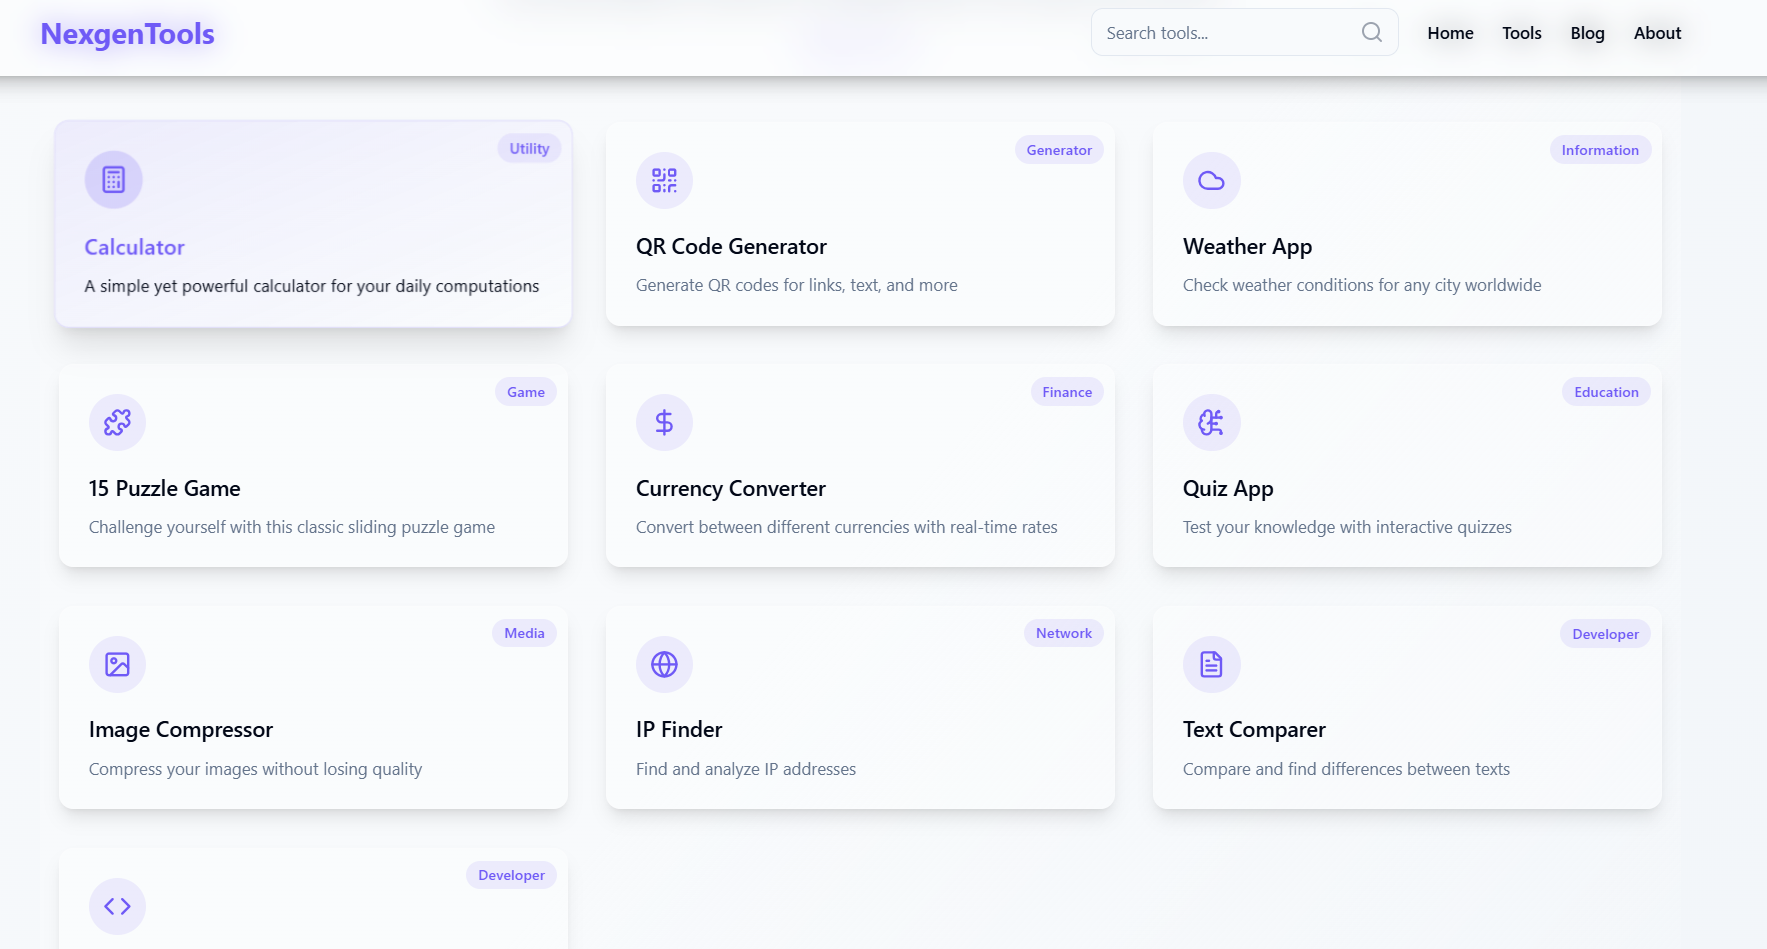 NexgenTools
Search tools...
Home
Tools
Blog
About
Utility
Calculator
A simple yet powerful calculator for your daily computations
Generator
QR Code Generator
Generate QR codes for links, text, and more
Information
Weather App
Check weather conditions for any city worldwide
Game
15 Puzzle Game
Challenge yourself with this classic sliding puzzle game
Finance
Currency Converter
Convert between different currencies with real-time rates
Education
Quiz App
Test your knowledge with interactive quizzes
Media
Image Compressor
Compress your images without losing quality
Network
IP Finder
Find and analyze IP addresses
Developer
Text Comparer
Compare and find differences between texts
Developer